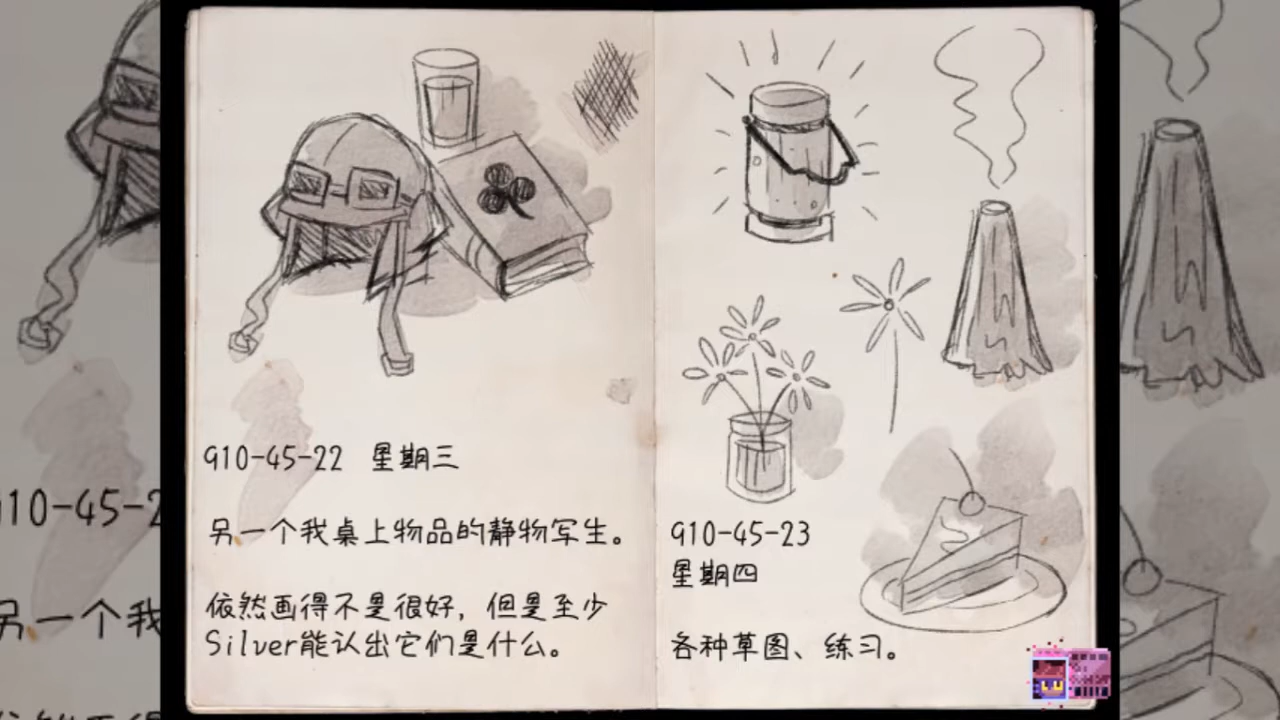 910-45-22 星期三
另一个我桌上物品的静物写生。
依然画得不是很好，但是至少
Silver能认出它们是什么。
910-45-23
星期四
各种草图、练习。